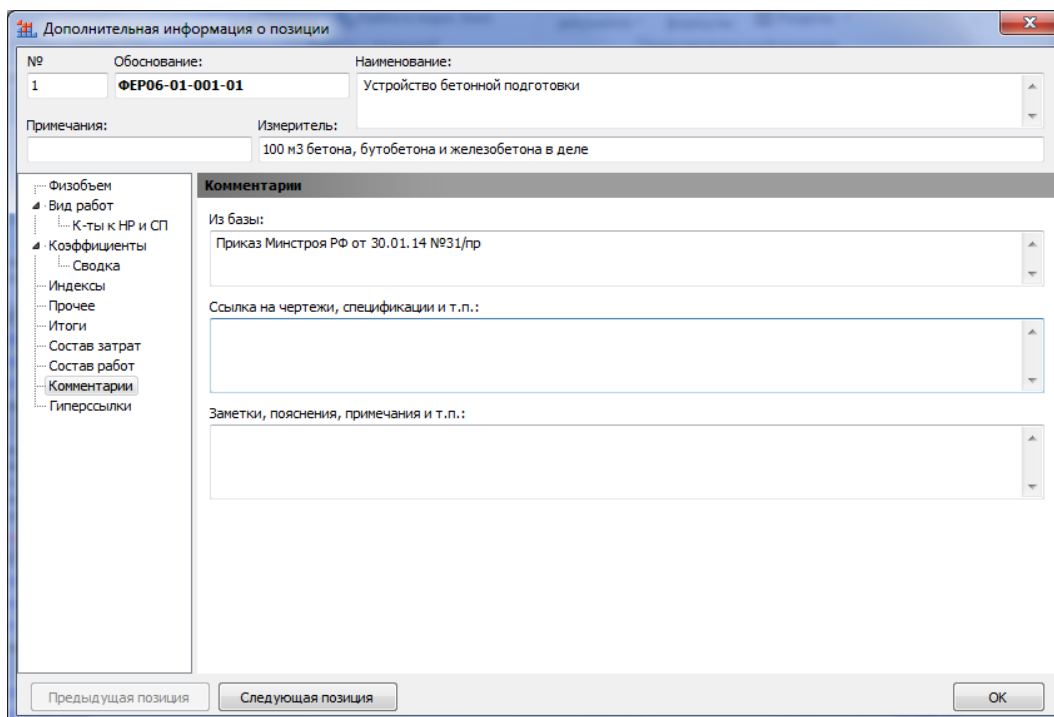 Дополнительная информация о позиции
№ Обоснование: Наименование:
1 ФЕР06-01-001-01 Устройство бетонной подготовки
Примечания: Измеритель:
100 м3 бетона, бутобетона и железобетона в деле
Физобъем
Вид работ
К-ты к НР и СП
Коэффициенты
Сводка
Индексы
Прочее
Итоги
Состав затрат
Состав работ
Комментарии
Гиперссылки
Комментарии
Из базы:
Приказ Минстроя РФ от 30.01.14 №31/пр
Ссылка на чертежи, спецификации и т.п.:
Заметки, пояснения, примечания и т.п.:
Предыдущая позиция Следующая позиция OK